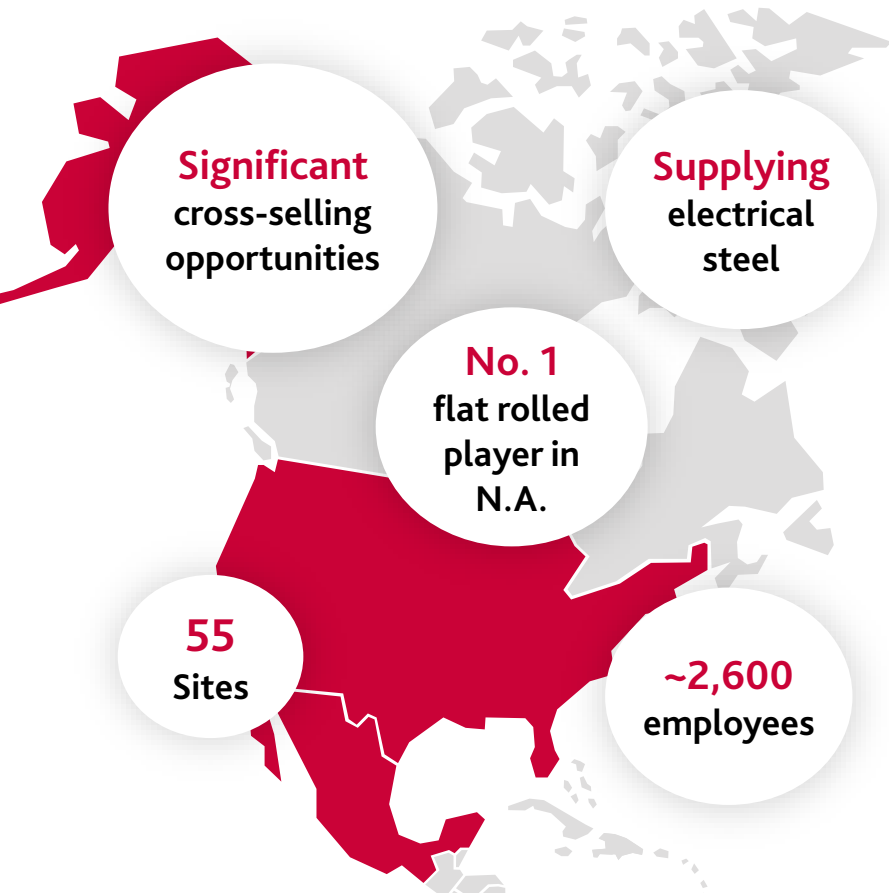 Significant
cross-selling
opportunities
Supplying
electrical
steel
No. 1
flat rolled
player in
N.A.
55
Sites
~2,600
employees